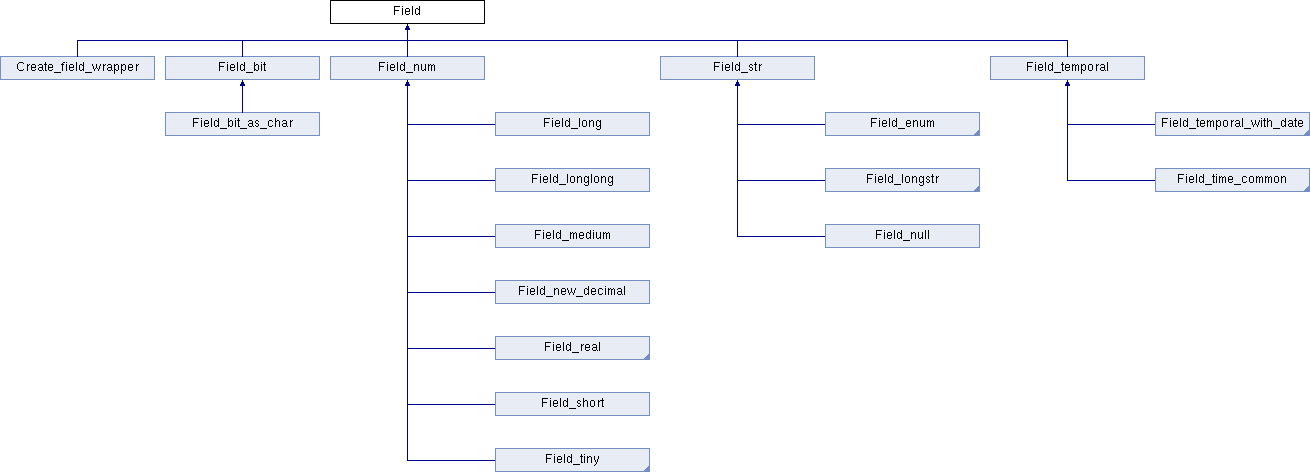 Field
Create_field_wrapper
Field_bit
Field_num
Field_str
Field_temporal
Field_bit_as_char
Field_long
Field_enum
Field_temporal_with_date
Field_longlong
Field_longstr
Field_time_common
Field_medium
Field_null
Field_new_decimal
Field_real
Field_short
Field_tiny